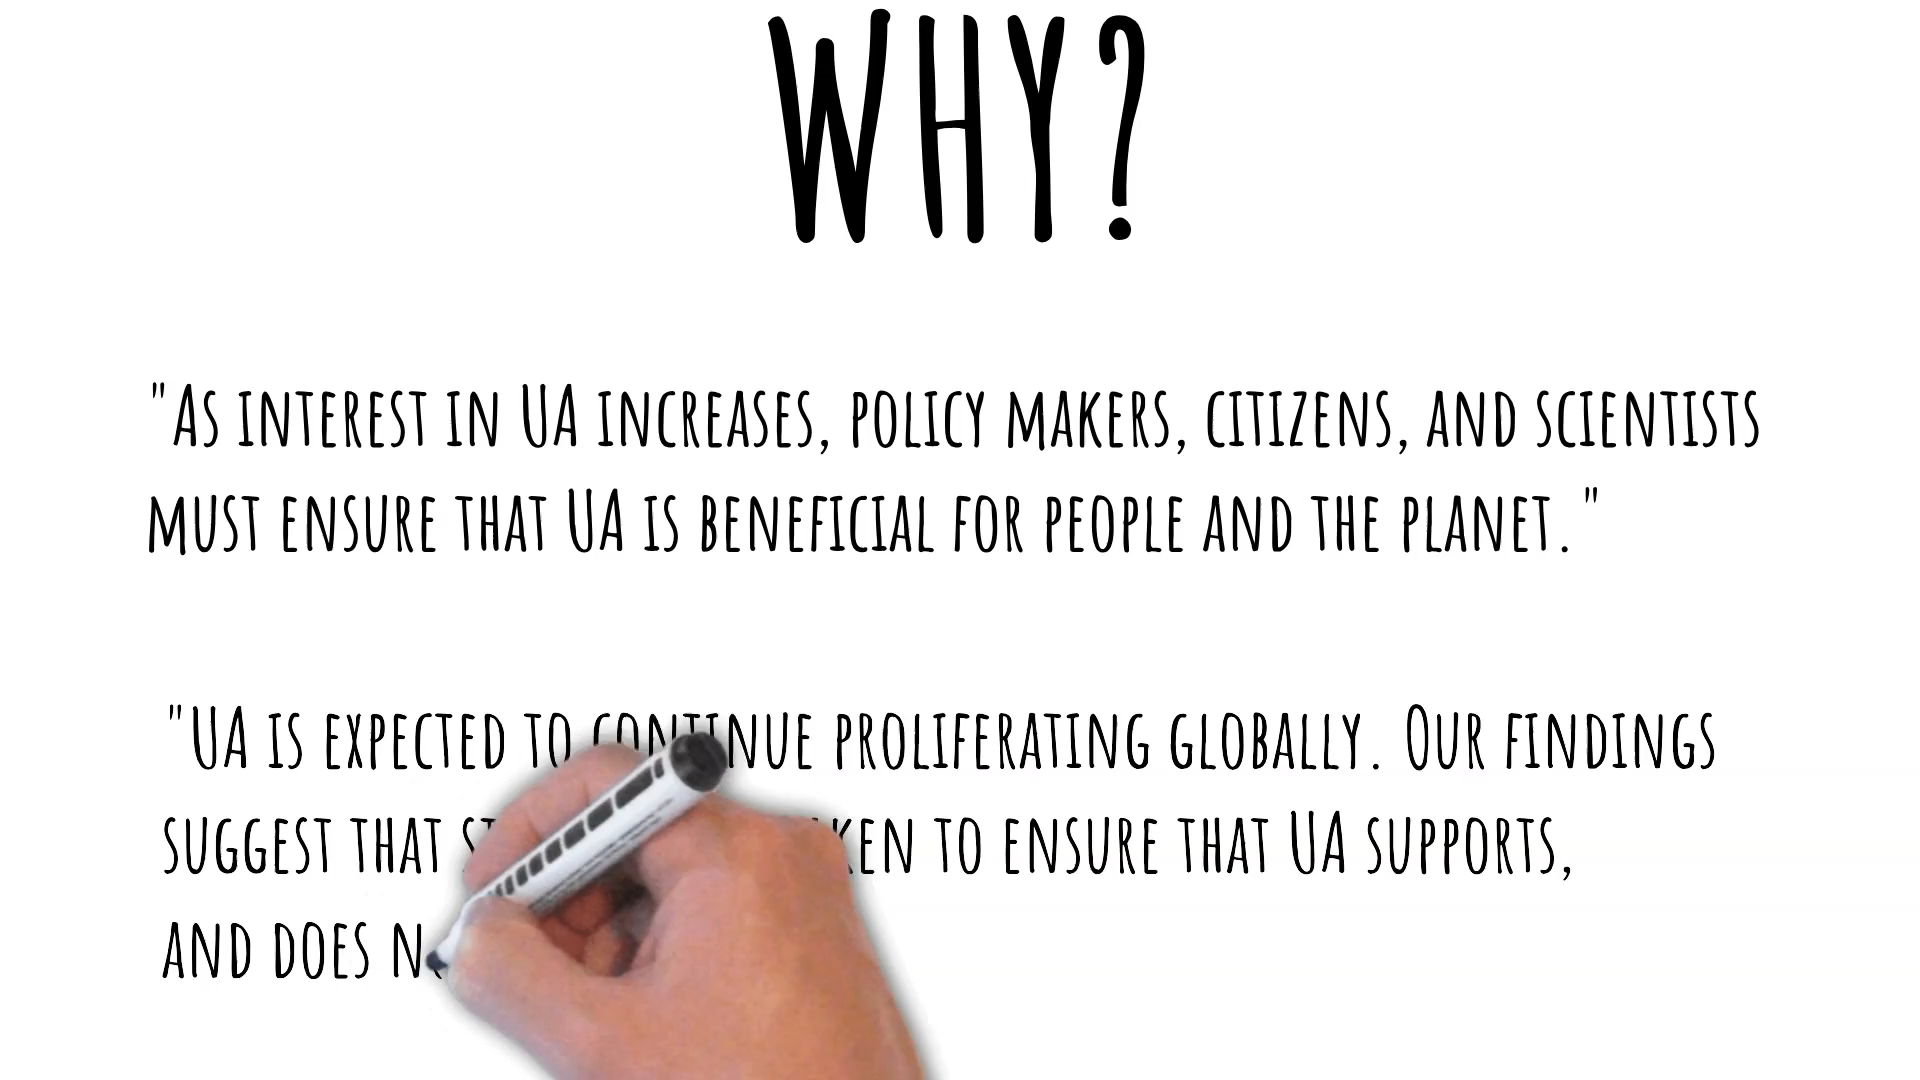 WHY?
"As interest in UA increases, policy makers, citizens, and scientists
must ensure that UA is beneficial for people and the planet."
"UA is expected to continue proliferating globally. Our findings
suggest that to ensure that UA supports,
and does